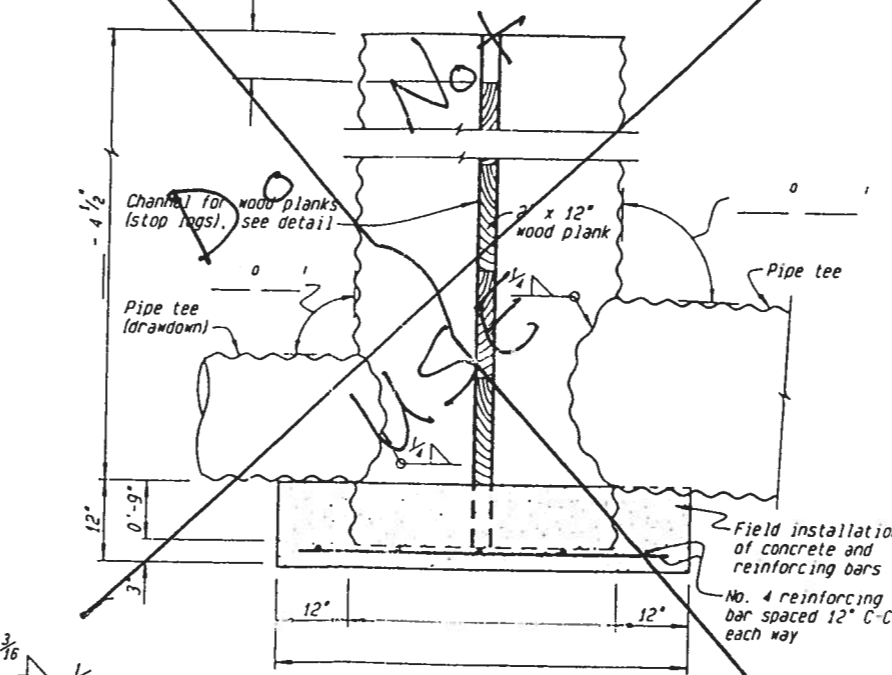 No
Do
Channel for wood planks
(stop logs), see detail
2" x 12"
wood plank
- 4 1/2"
o '
o '
Pipe tee
Pipe tee
(drawdown)
1/4
1/4
12"
0'-9"
3"
12"
12"
Field installatio
of concrete and
reinforcing bars
No. 4 reinforcing
bar spaced 12" C-C
each way
3/16